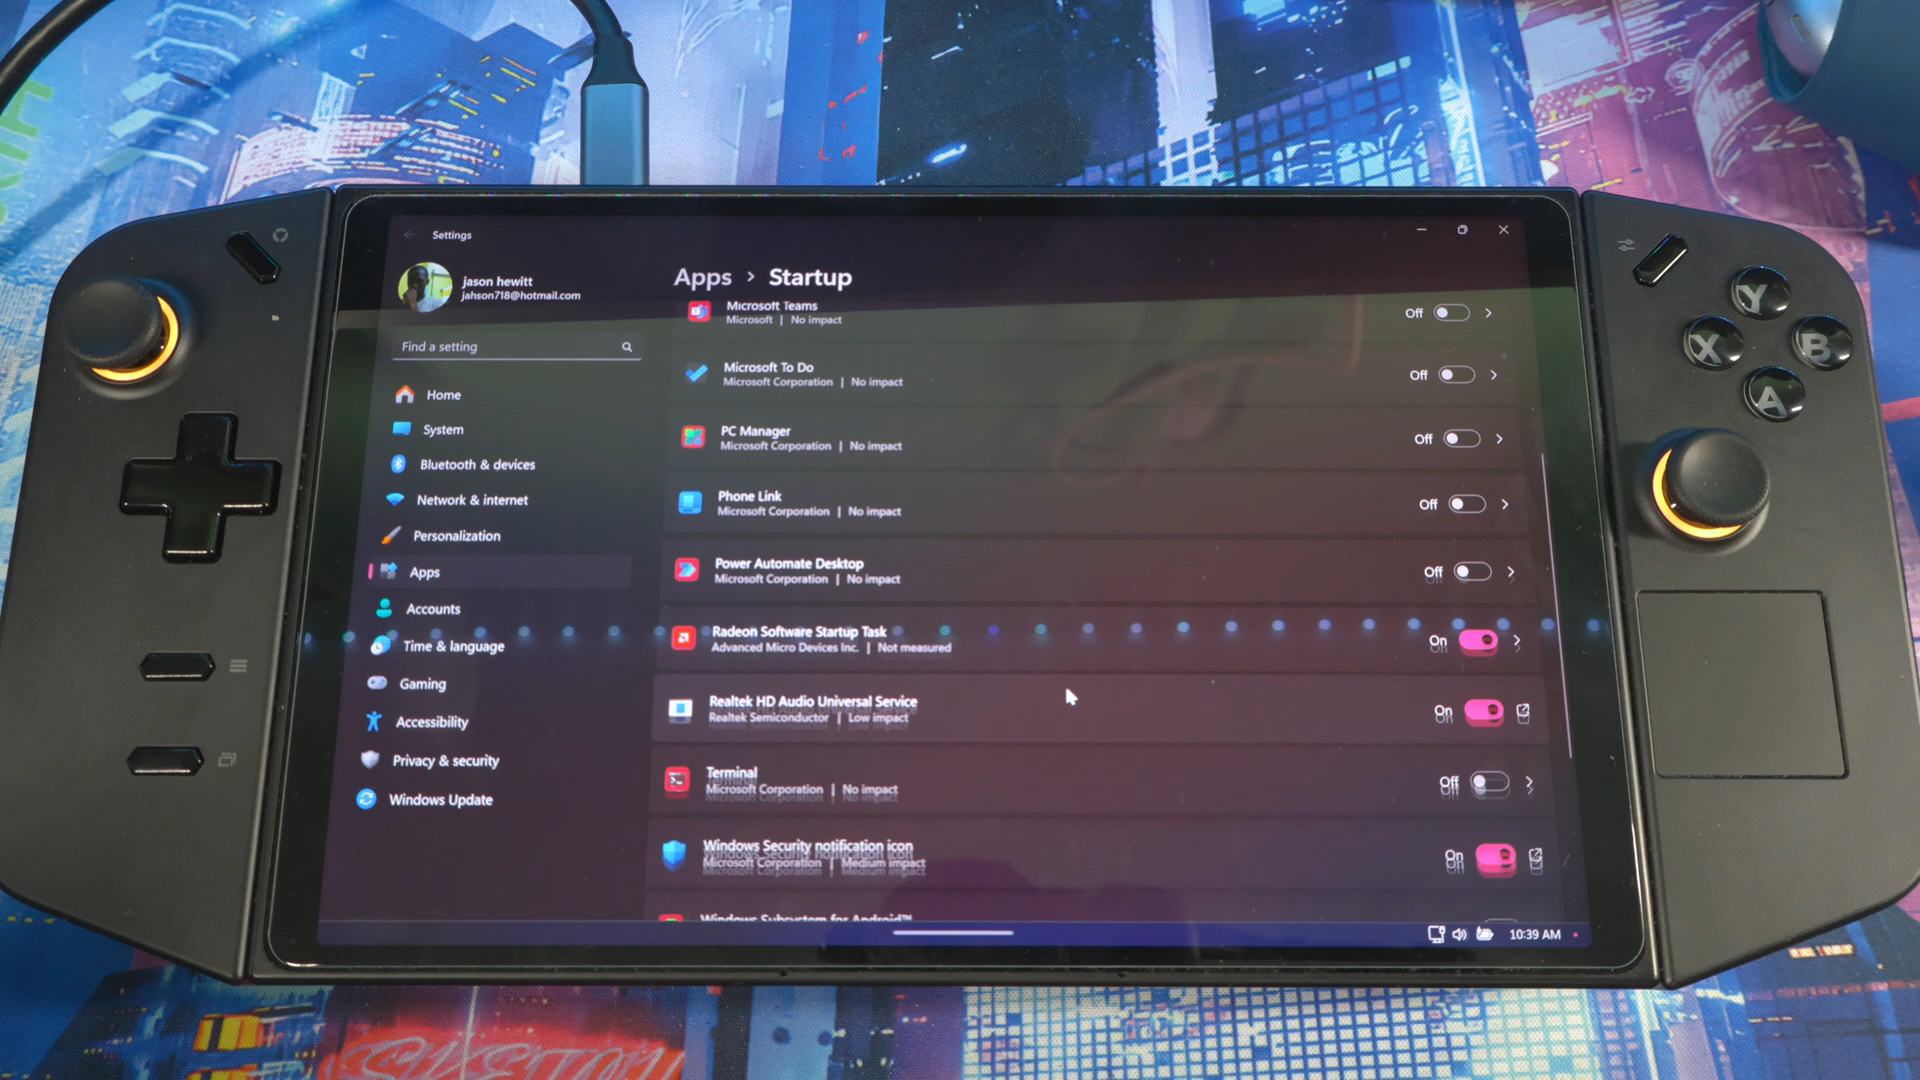 Settings
jason hewitt
jahson718@hotmail.com
Find a setting
Home
System
Bluetooth & devices
Network & internet
Personalization
Apps
Accounts
Time & language
Gaming
Accessibility
Privacy & security
Windows Update
Apps > Startup
Microsoft Teams
Microsoft | No impact
Off
Microsoft To Do
Microsoft Corporation | No impact
Off
PC Manager
Microsoft Corporation | No impact
Off
Phone Link
Microsoft Corporation | No impact
Off
Power Automate Desktop
Microsoft Corporation | No impact
Off
Radeon Software Startup Task
Advanced Micro Devices Inc. | Not measured
On
Realtek HD Audio Universal Service
Realtek Semiconductor | Low impact
On
Terminal
Microsoft Corporation | No impact
Off
Windows Security notification icon
Microsoft Corporation | Medium impact
On
Windows Subsystem for Android™
10:39 AM
Y
X
B
A